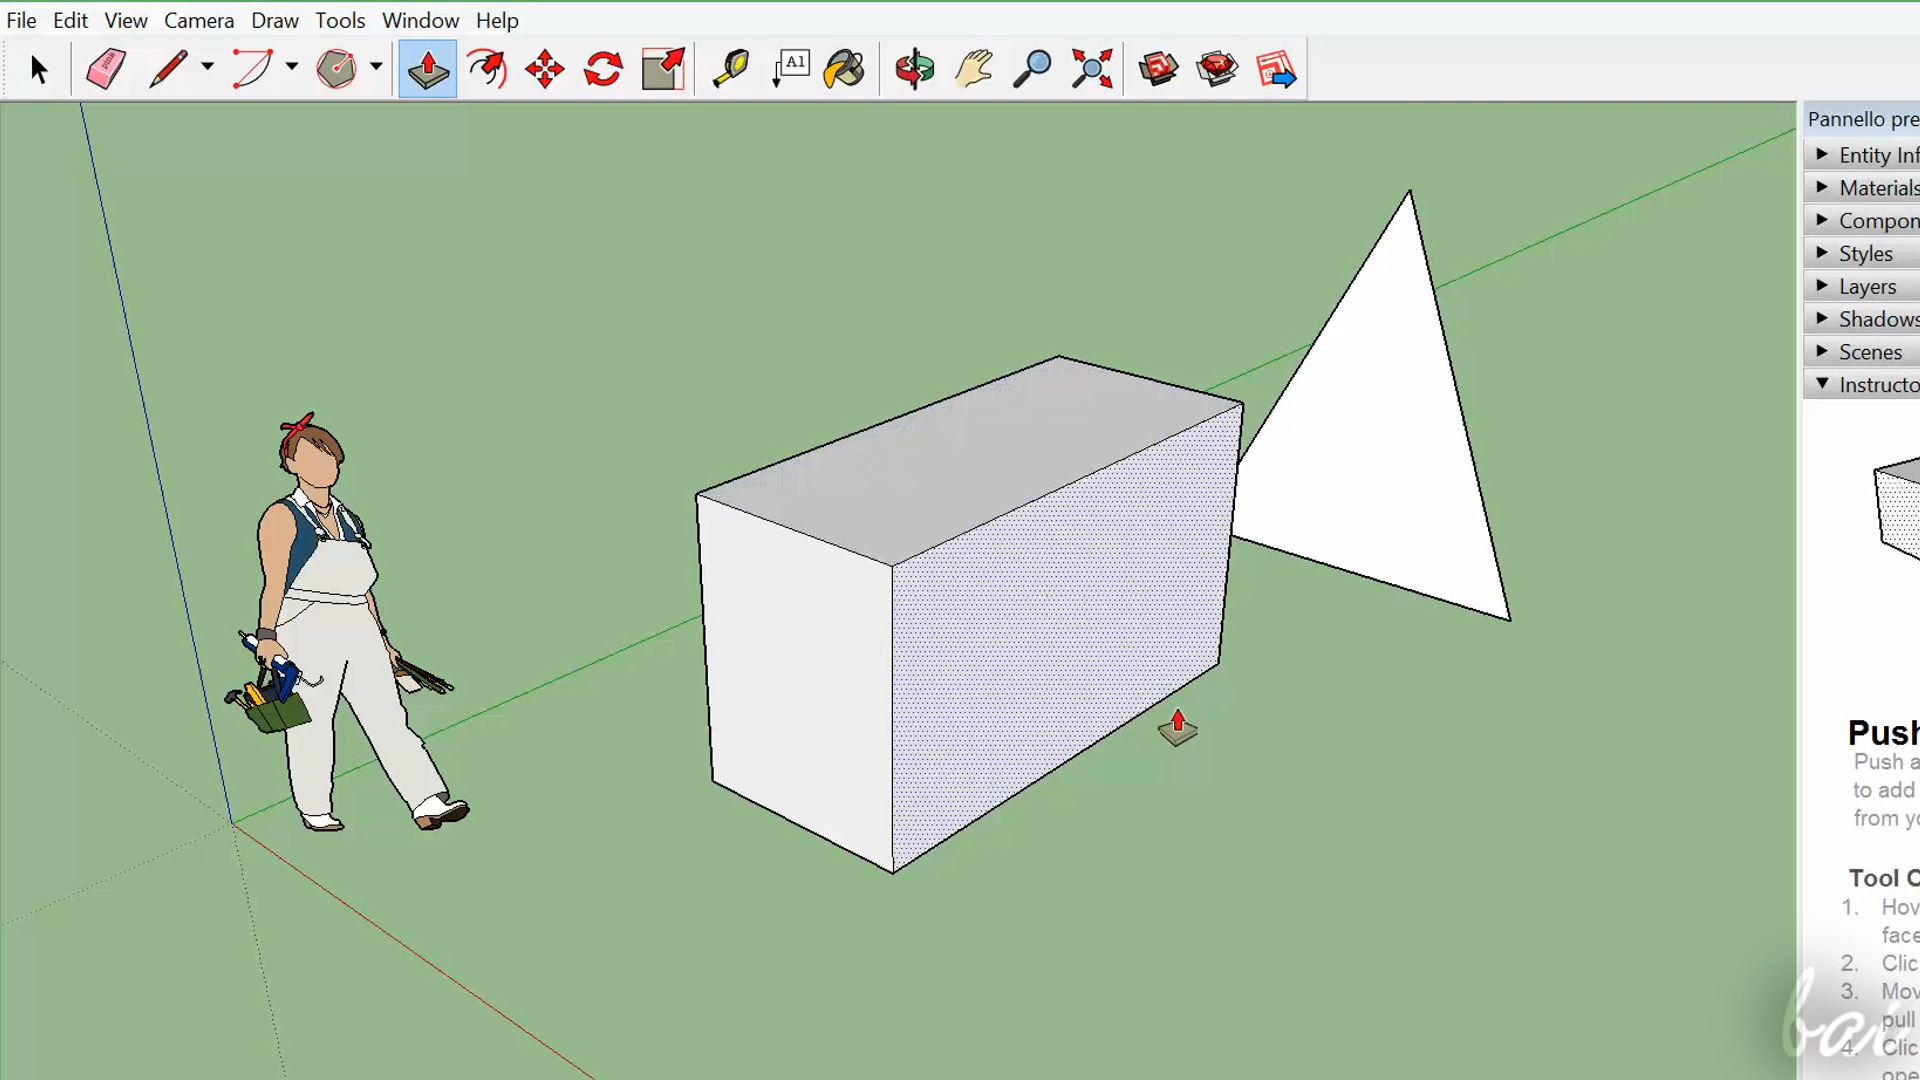 File Edit View Camera Draw Tools Window Help
A1
Pannello pre
Entity Inf
Materials
Compon
Styles
Layers
Shadows
Scenes
Instructo
Push
Push a
to add
from yo
Tool O
1. Hov
face
2. Clic
3. Mov
pull
4. Clic
ope